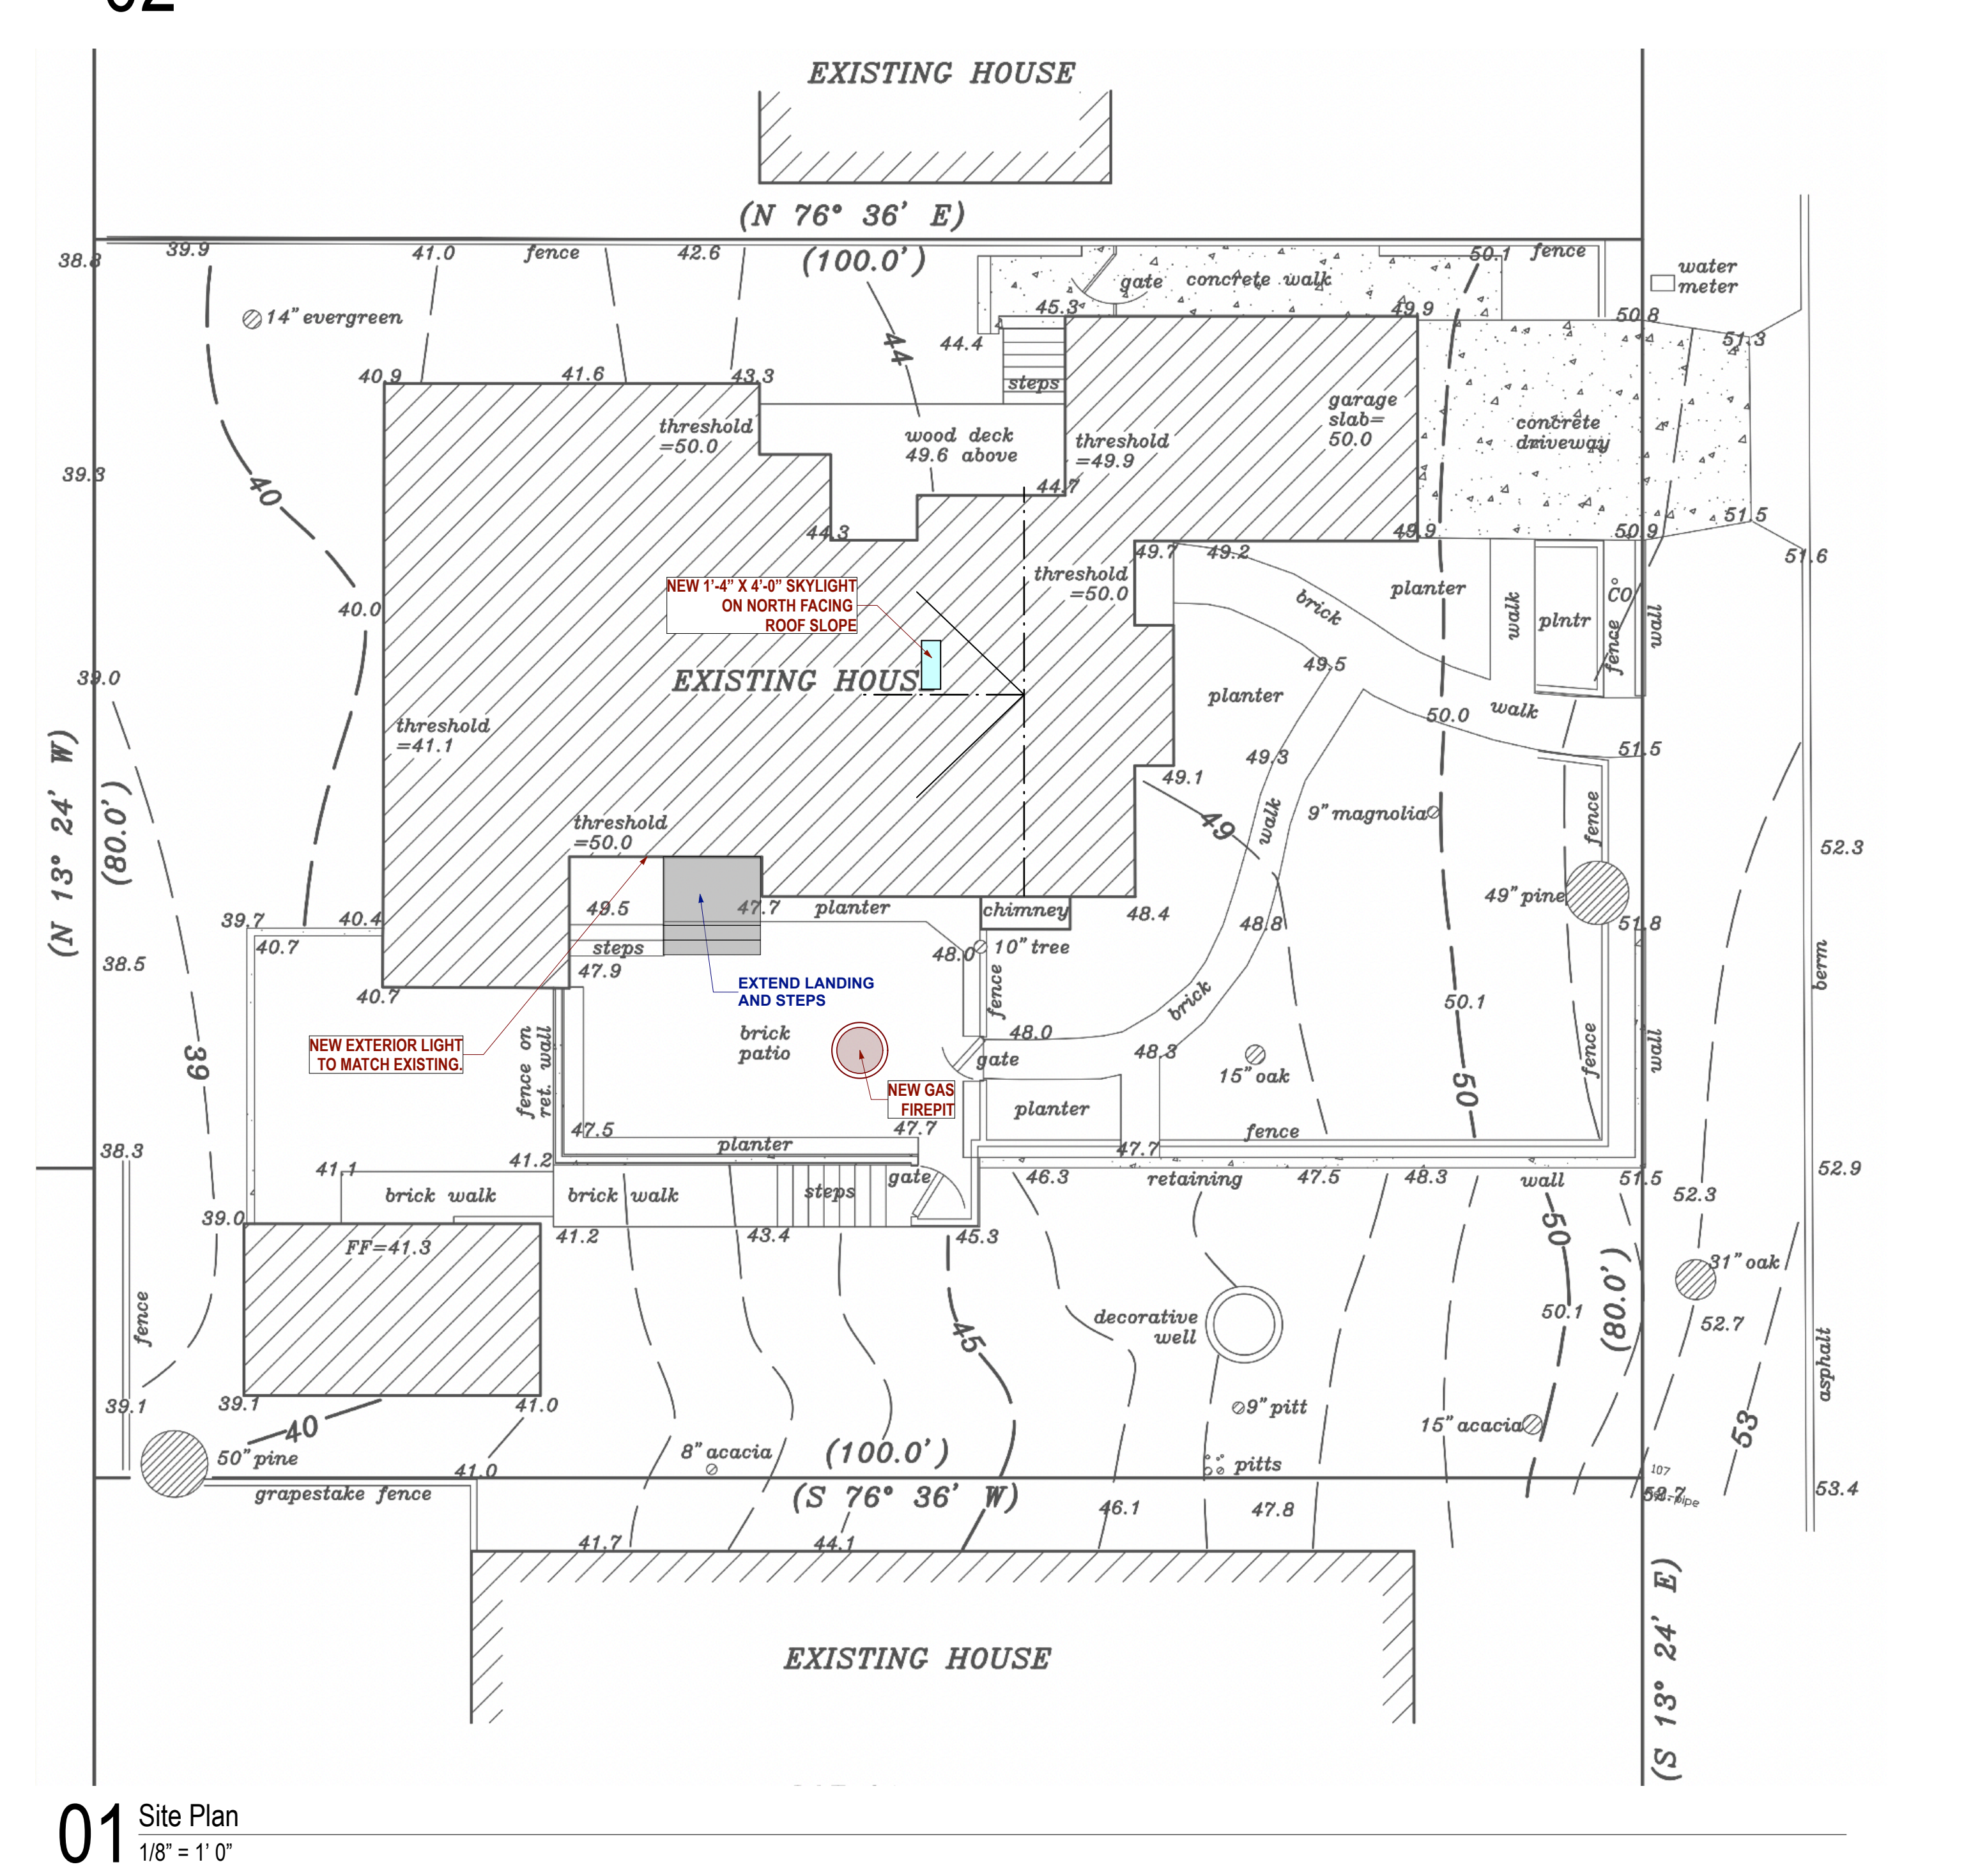 EXISTING HOUSE
(N 76° 36' E)
(100.0')
38.8
39.9
41.0
fence
42.6
50.1
fence
gate
concrete walk
water
meter
14" evergreen
45.3
49.9
50.8
51.3
44.4
44
40.9
41.6
43.3
steps
threshold
=50.0
wood deck
49.6 above
threshold
=49.9
garage
slab=
50.0
concrete
driveway
39.3
40
44.7
44.3
49.9
50.9
51.5
51.6
49.7
49.2
threshold
=50.0
NEW 1'-4" X 4'-0" SKYLIGHT
ON NORTH FACING
ROOF SLOPE
40.0
brick
planter
walk
plntr
CO°
fence
wall
39.0
EXISTING HOUS
49.5
planter
50.0
walk
51.5
threshold
=41.1
(N 13° 24' W)
(80.0')
49.3
49.1
49
walk
9" magnolia
fence
threshold
=50.0
52.3
49" pine
39.7
40.4
40.7
49.5
47.7
planter
chimney
48.4
48.8
51.8
steps
47.9
48.0
10" tree
38.5
40.7
EXTEND LANDING
AND STEPS
fence
brick
50.1
berm
NEW EXTERIOR LIGHT
TO MATCH EXISTING.
fence on
ret. wall
brick
patio
48.0
gate
48.3
15" oak
fence
wall
39
NEW GAS
FIREPIT
planter
50
47.5
47.7
planter
47.7
fence
38.3
41.1
41.2
gate
46.3
retaining
47.5
48.3
wall
51.5
52.3
52.9
brick walk
brick walk
steps
39.0
41.2
43.4
45.3
FF=41.3
50
31" oak
fence
decorative
well
45
50.1
(80.0')
52.7
39.1
39.1
41.0
40
9" pitt
15" acacia
53
asphalt
50" pine
41.0
8" acacia
(100.0')
pitts
107
grapestake fence
(S 76° 36' W)
46.1
47.8
53.4
41.7
44.1
EXISTING HOUSE
(S 13° 24' E)
01
Site Plan
1/8" = 1' 0"